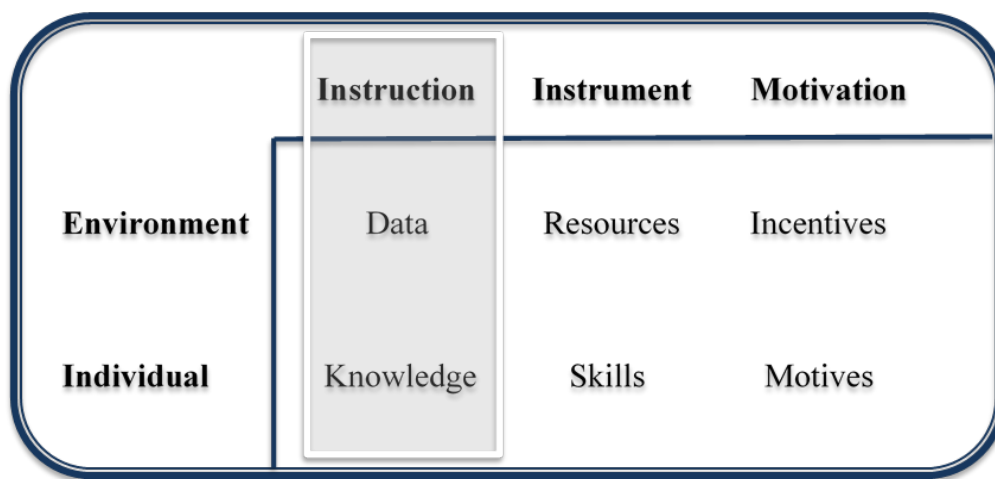 Instruction Instrument Motivation
Environment Data Resources Incentives
Individual Knowledge Skills Motives